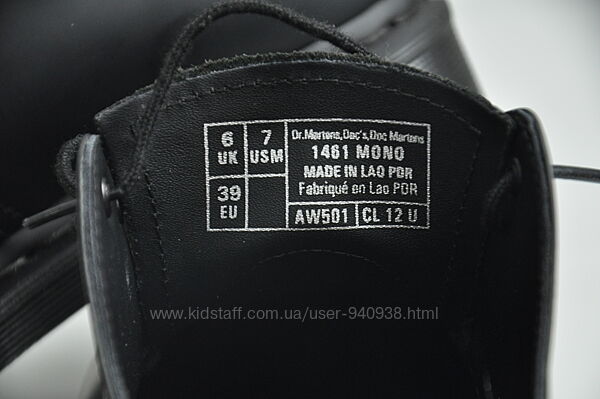 6 UK
7 USM
39 EU
Dr.Martens,Doc's,Doc Martens
1461 MONO
MADE IN LAO PDR
Fabriqué en Lao PDR
AW501
CL 12 U
www.kidstaff.com.ua/user-940938.html